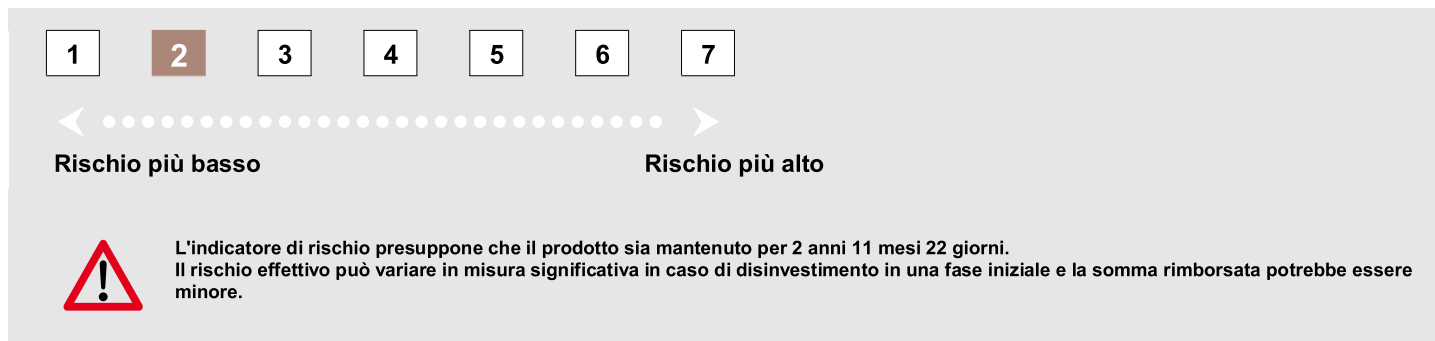 1 2 3 4 5 6 7
Rischio più basso Rischio più alto
L'indicatore di rischio presuppone che il prodotto sia mantenuto per 2 anni 11 mesi 22 giorni.
Il rischio effettivo può variare in misura significativa in caso di disinvestimento in una fase iniziale e la somma rimborsata potrebbe essere
minore.